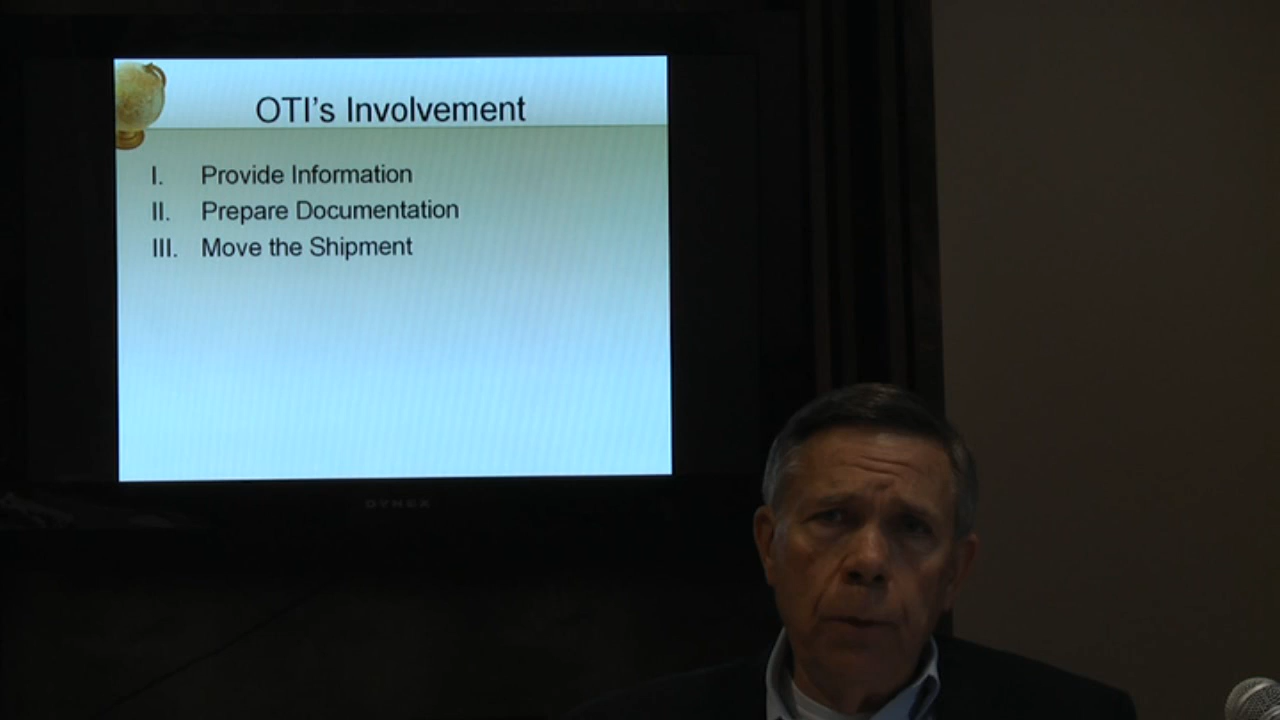 OTI's Involvement
I. Provide Information
II. Prepare Documentation
III. Move the Shipment
DYNEX